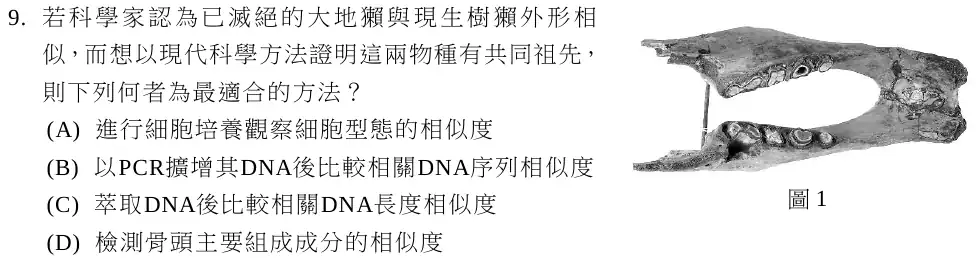 9. 若科學家認為已滅絕的大地獺與現生樹獺外形相
似，而想以現代科學方法證明這兩物種有共同祖先，
則下列何者為最適合的方法？
(A) 進行細胞培養觀察細胞型態的相似度
(B) 以PCR擴增其DNA後比較相關DNA序列相似度
(C) 萃取DNA後比較相關DNA長度相似度
(D) 檢測骨頭主要組成成分的相似度
圖 1